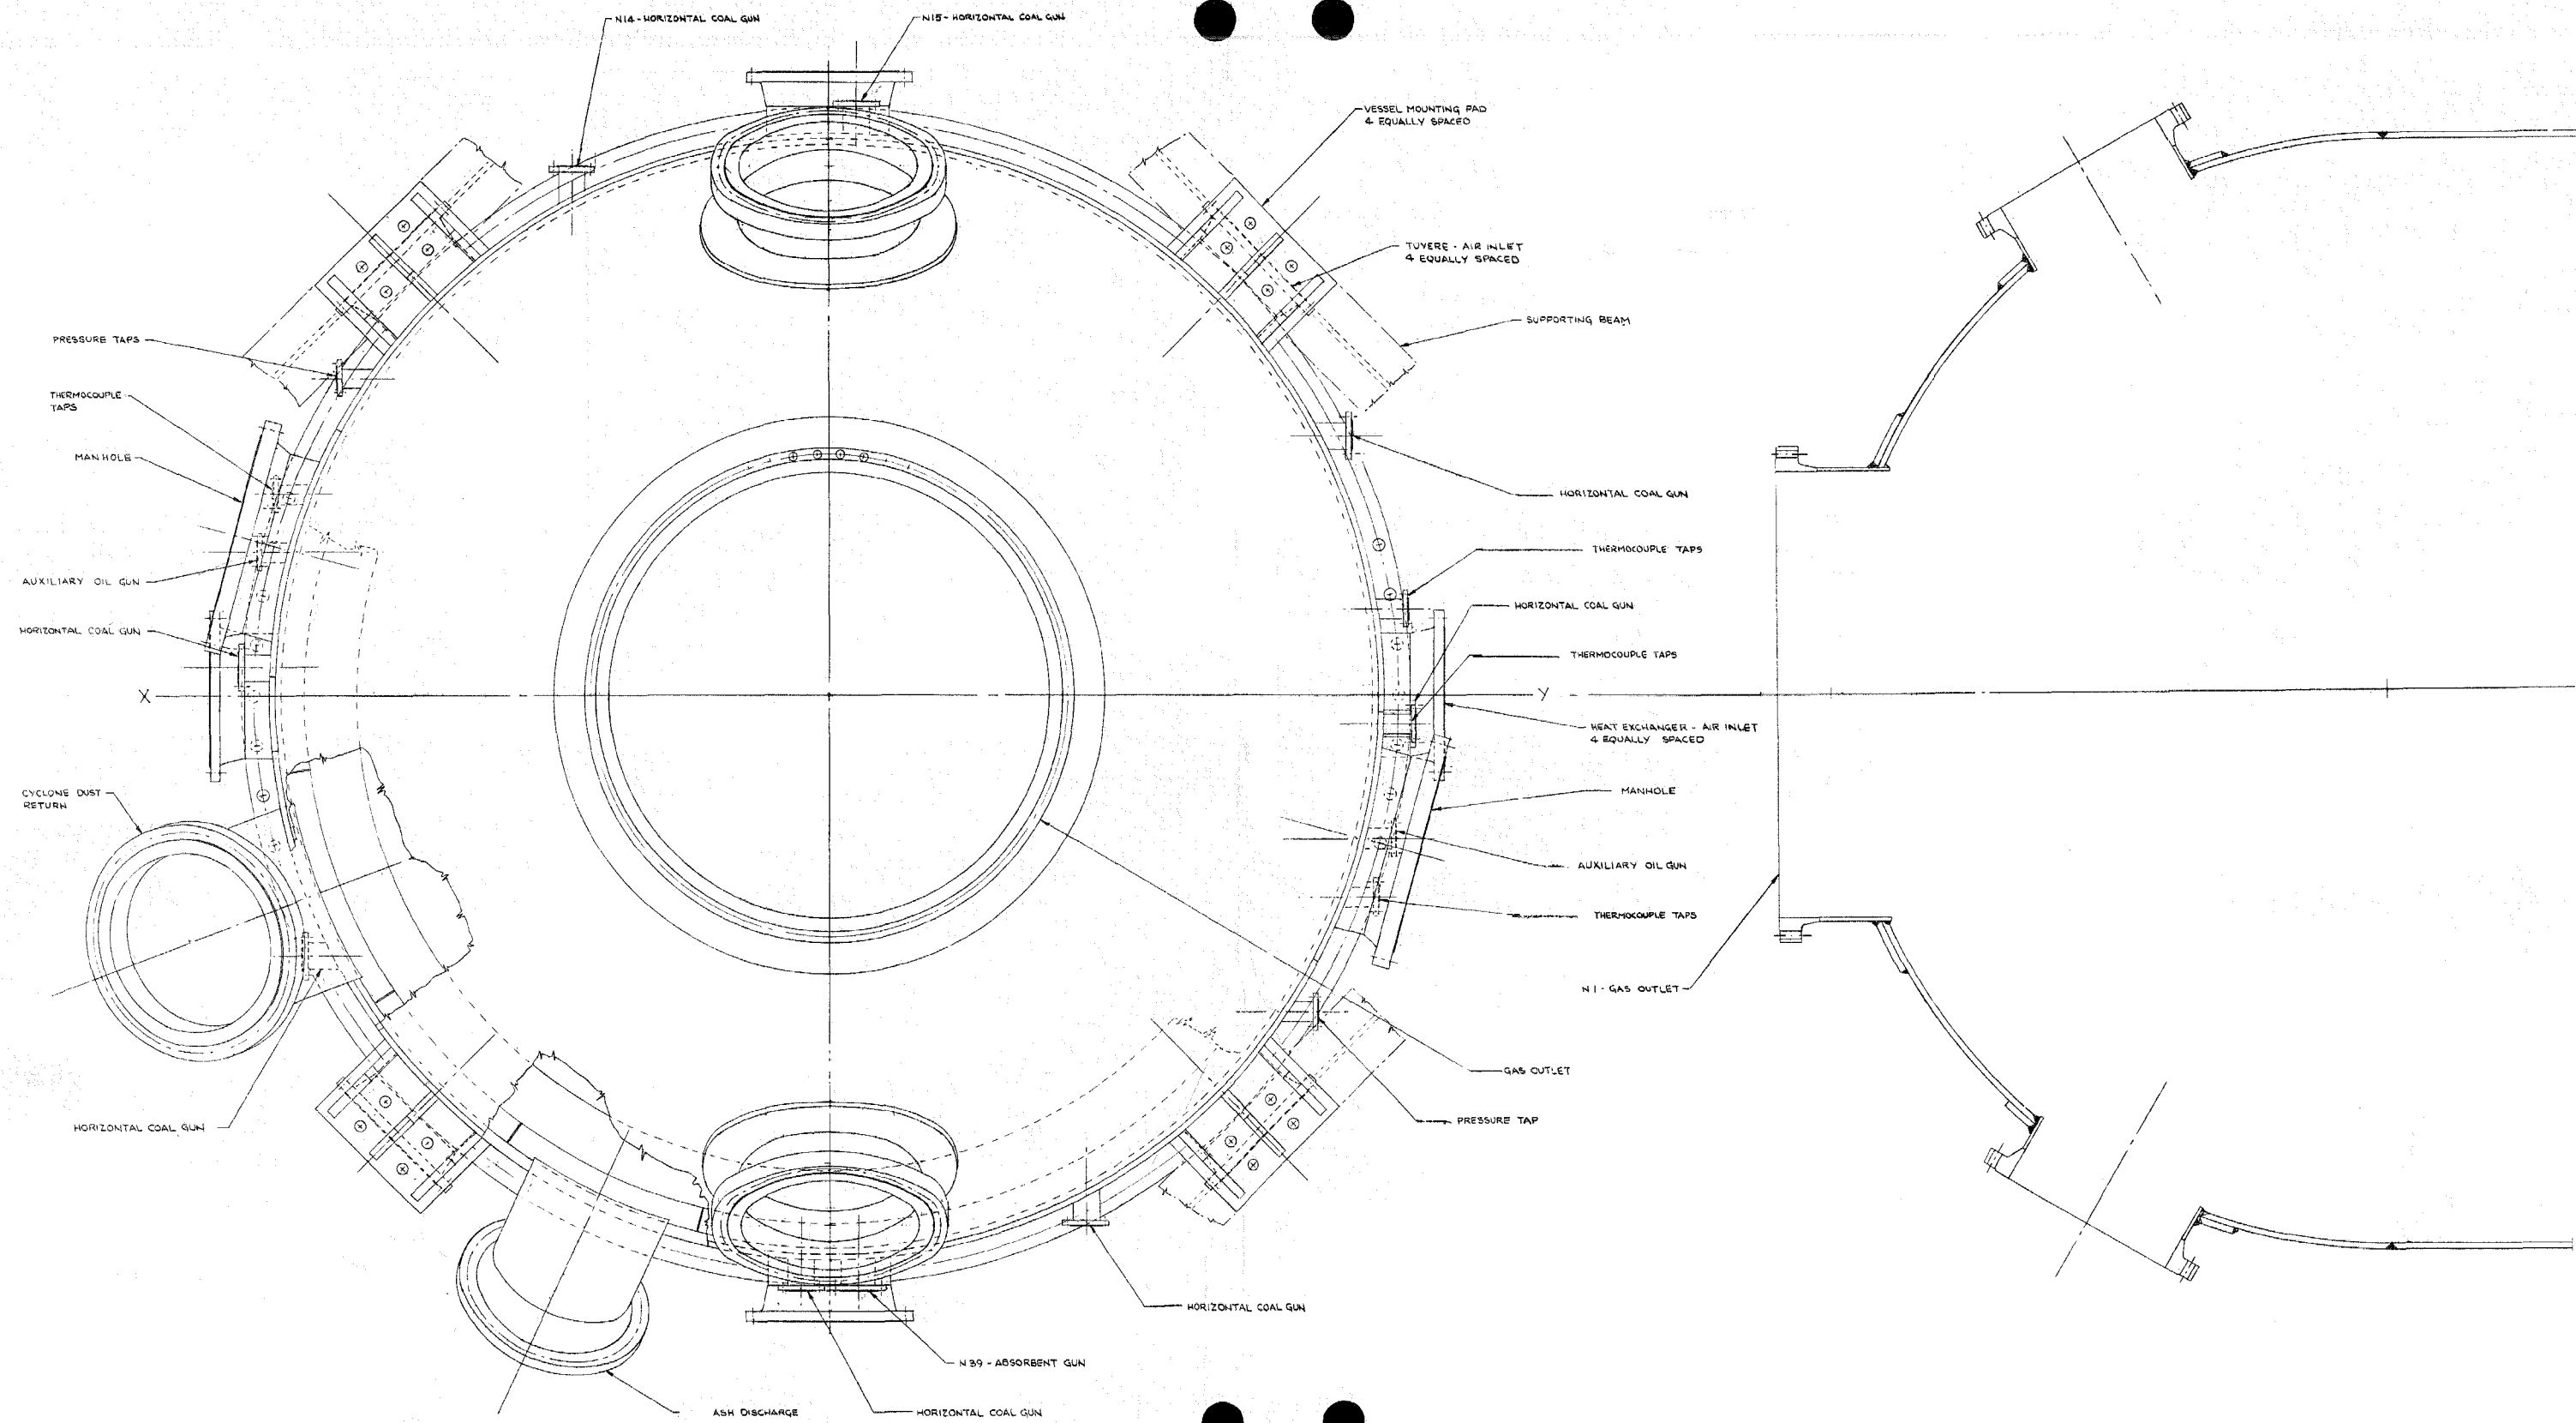 N14-HORIZONTAL COAL GUN
N15-HORIZONTAL COAL GUN
VESSEL MOUNTING PAD
4 EQUALLY SPACED
TUYERE - AIR INLET
4 EQUALLY SPACED
SUPPORTING BEAM
PRESSURE TAPS
THERMOCOUPLE
TAPS
MANHOLE
HORIZONTAL COAL GUN
THERMOCOUPLE TAPS
AUXILIARY OIL GUN
HORIZONTAL COAL GUN
HORIZONTAL COAL GUN
THERMOCOUPLE TAPS
X
Y
HEAT EXCHANGER - AIR INLET
4 EQUALLY SPACED
CYCLONE DUST
RETURN
MANHOLE
AUXILIARY OIL GUN
THERMOCOUPLE TAPS
N1-GAS OUTLET
GAS OUTLET
HORIZONTAL COAL GUN
PRESSURE TAP
HORIZONTAL COAL GUN
N39-ABSORBENT GUN
ASH DISCHARGE
HORIZONTAL COAL GUN